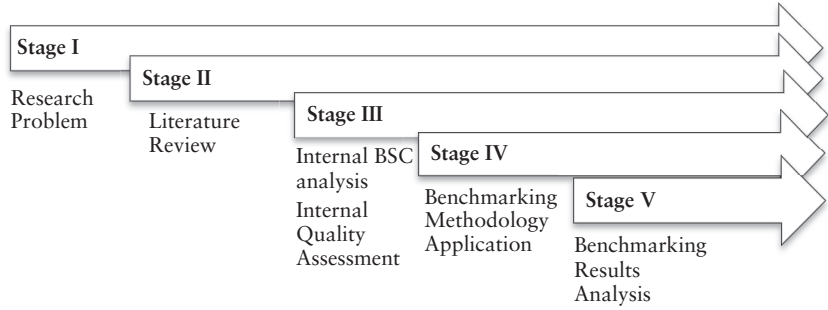 Stage I
Research
Problem
Stage II
Literature
Review
Stage III
Internal BSC
analysis
Internal
Quality
Assessment
Stage IV
Benchmarking
Methodology
Application
Stage V
Benchmarking
Results
Analysis